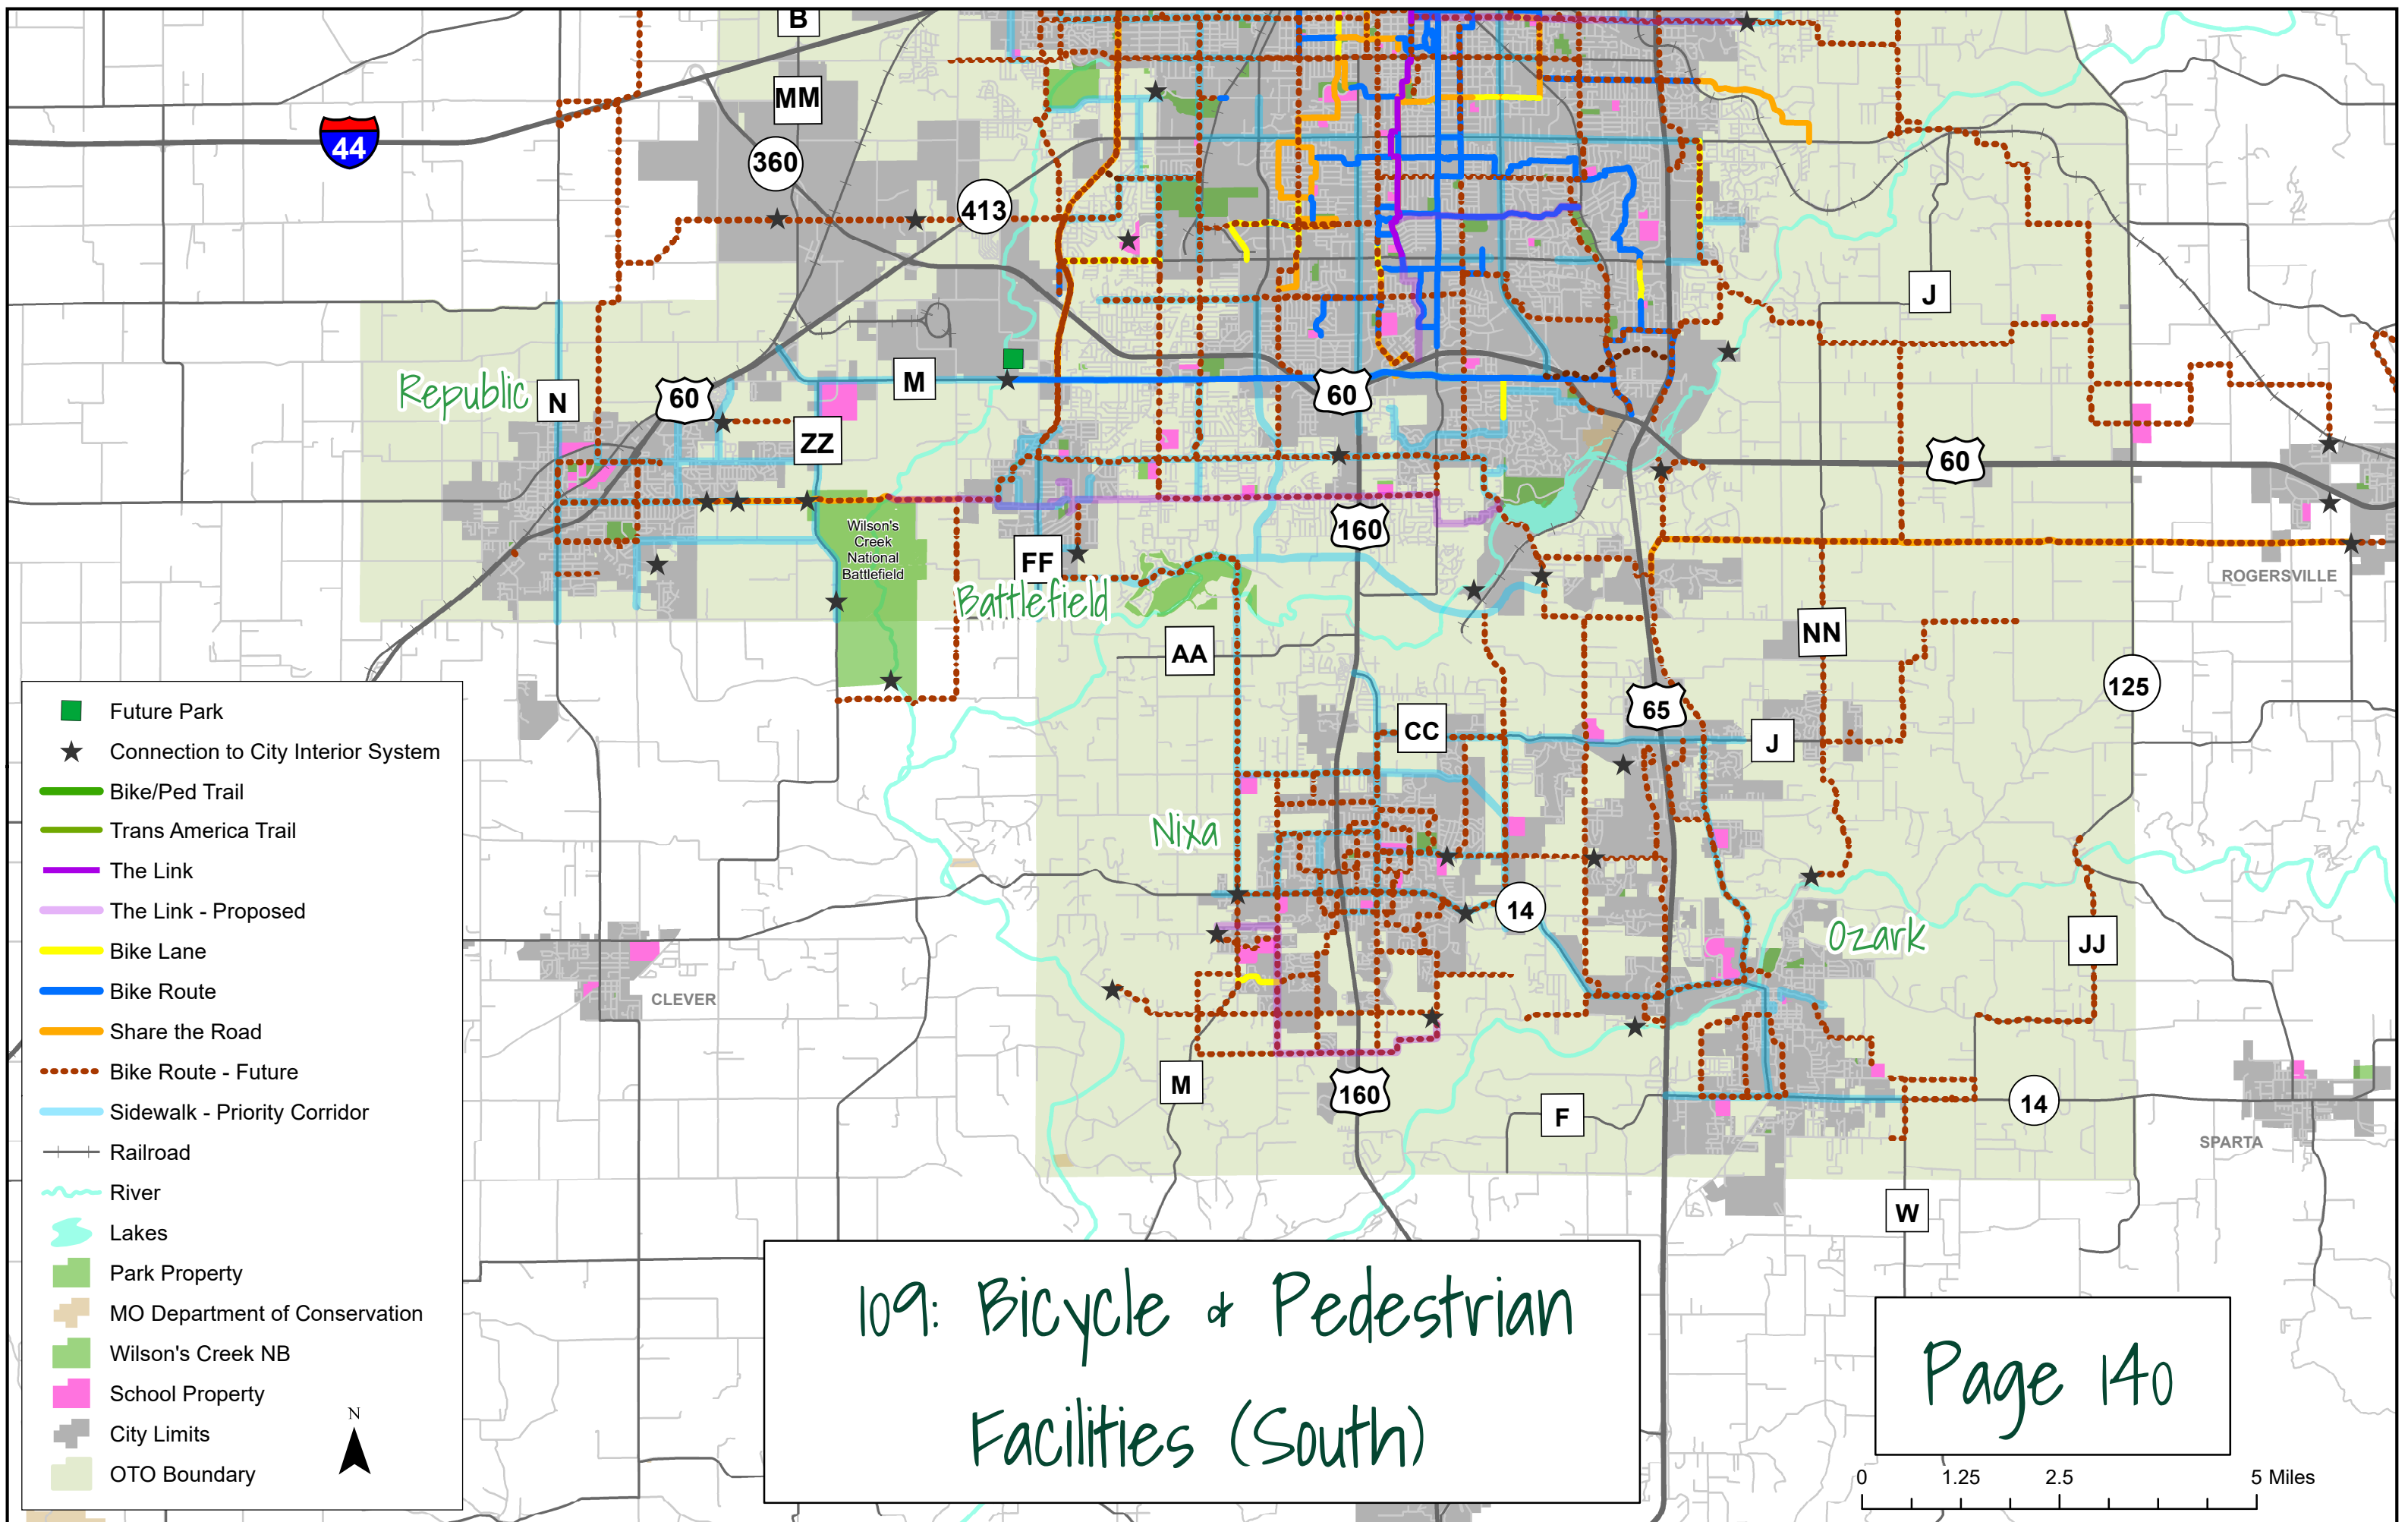 B
MM
44
360
413
J
Republic
N
60
M
60
ZZ
60
Wilson's
Creek
National
Battlefield
160
FF
Battlefield
ROGERSVILLE
AA
NN
125
65
CC
J
Nixa
14
Ozark
JJ
CLEVER
M
160
F
14
SPARTA
W
Future Park
Connection to City Interior System
Bike/Ped Trail
Trans America Trail
The Link
The Link - Proposed
Bike Lane
Bike Route
Share the Road
Bike Route - Future
Sidewalk - Priority Corridor
Railroad
River
Lakes
Park Property
MO Department of Conservation
Wilson's Creek NB
School Property
City Limits
OTO Boundary
N
109: Bicycle & Pedestrian
Facilities (South)
Page 140
0 1.25 2.5 5 Miles